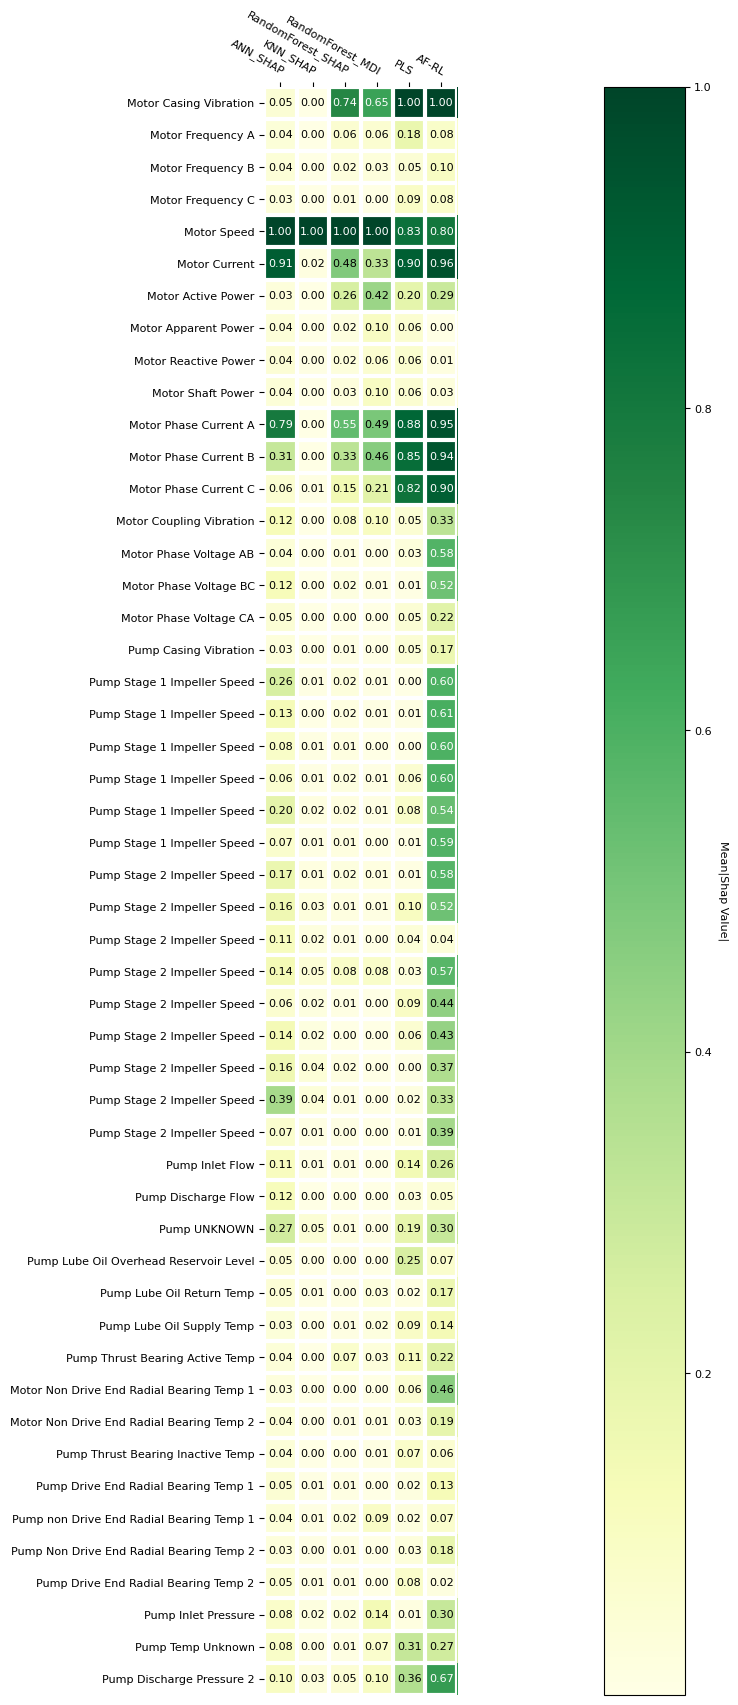 ANN_SHAP
KNN_SHAP
RandomForest_SHAP
RandomForest_MDI
PLS
AF-RL
Motor Casing Vibration 0.05 0.00 0.74 0.65 1.00 1.00
Motor Frequency A 0.04 0.00 0.06 0.06 0.18 0.08
Motor Frequency B 0.04 0.00 0.02 0.03 0.05 0.10
Motor Frequency C 0.03 0.00 0.01 0.00 0.09 0.08
Motor Speed 1.00 1.00 1.00 1.00 0.83 0.80
Motor Current 0.91 0.02 0.48 0.33 0.90 0.96
Motor Active Power 0.03 0.00 0.26 0.42 0.20 0.29
Motor Apparent Power 0.04 0.00 0.02 0.10 0.06 0.00
Motor Reactive Power 0.04 0.00 0.02 0.06 0.06 0.01
Motor Shaft Power 0.04 0.00 0.03 0.10 0.06 0.03
Motor Phase Current A 0.79 0.00 0.55 0.49 0.88 0.95
Motor Phase Current B 0.31 0.00 0.33 0.46 0.85 0.94
Motor Phase Current C 0.06 0.01 0.15 0.21 0.82 0.90
Motor Coupling Vibration 0.12 0.00 0.08 0.10 0.05 0.33
Motor Phase Voltage AB 0.04 0.00 0.01 0.00 0.03 0.58
Motor Phase Voltage BC 0.12 0.00 0.02 0.01 0.01 0.52
Motor Phase Voltage CA 0.05 0.00 0.00 0.00 0.05 0.22
Pump Casing Vibration 0.03 0.00 0.01 0.00 0.05 0.17
Pump Stage 1 Impeller Speed 0.26 0.01 0.02 0.01 0.00 0.60
Pump Stage 1 Impeller Speed 0.13 0.00 0.02 0.01 0.01 0.61
Pump Stage 1 Impeller Speed 0.08 0.01 0.01 0.00 0.00 0.60
Pump Stage 1 Impeller Speed 0.06 0.01 0.02 0.01 0.06 0.60
Pump Stage 1 Impeller Speed 0.20 0.02 0.02 0.01 0.08 0.54
Pump Stage 1 Impeller Speed 0.07 0.01 0.01 0.00 0.01 0.59
Pump Stage 2 Impeller Speed 0.17 0.01 0.02 0.01 0.01 0.58
Pump Stage 2 Impeller Speed 0.16 0.03 0.01 0.01 0.10 0.52
Pump Stage 2 Impeller Speed 0.11 0.02 0.01 0.00 0.04 0.04
Pump Stage 2 Impeller Speed 0.14 0.05 0.08 0.08 0.03 0.57
Pump Stage 2 Impeller Speed 0.06 0.02 0.01 0.00 0.09 0.44
Pump Stage 2 Impeller Speed 0.14 0.02 0.00 0.00 0.06 0.43
Pump Stage 2 Impeller Speed 0.16 0.04 0.02 0.00 0.00 0.37
Pump Stage 2 Impeller Speed 0.39 0.04 0.01 0.00 0.02 0.33
Pump Stage 2 Impeller Speed 0.07 0.01 0.00 0.00 0.01 0.39
Pump Inlet Flow 0.11 0.01 0.01 0.00 0.14 0.26
Pump Discharge Flow 0.12 0.00 0.00 0.00 0.03 0.05
Pump UNKNOWN 0.27 0.05 0.01 0.00 0.19 0.30
Pump Lube Oil Overhead Reservoir Level 0.05 0.00 0.00 0.00 0.25 0.07
Pump Lube Oil Return Temp 0.05 0.01 0.00 0.03 0.02 0.17
Pump Lube Oil Supply Temp 0.03 0.00 0.01 0.02 0.09 0.14
Pump Thrust Bearing Active Temp 0.04 0.00 0.07 0.03 0.11 0.22
Motor Non Drive End Radial Bearing Temp 1 0.03 0.00 0.00 0.00 0.06 0.46
Motor Non Drive End Radial Bearing Temp 2 0.04 0.00 0.01 0.01 0.03 0.19
Pump Thrust Bearing Inactive Temp 0.04 0.00 0.00 0.01 0.07 0.06
Pump Drive End Radial Bearing Temp 1 0.05 0.01 0.01 0.00 0.02 0.13
Pump non Drive End Radial Bearing Temp 1 0.04 0.01 0.02 0.09 0.02 0.07
Pump Non Drive End Radial Bearing Temp 2 0.03 0.00 0.01 0.00 0.03 0.18
Pump Drive End Radial Bearing Temp 2 0.05 0.01 0.01 0.00 0.08 0.02
Pump Inlet Pressure 0.08 0.02 0.02 0.14 0.01 0.30
Pump Temp Unknown 0.08 0.00 0.01 0.07 0.31 0.27
Pump Discharge Pressure 2 0.10 0.03 0.05 0.10 0.36 0.67
1.0
0.8
0.6
0.4
0.2
Mean|Shap Value|